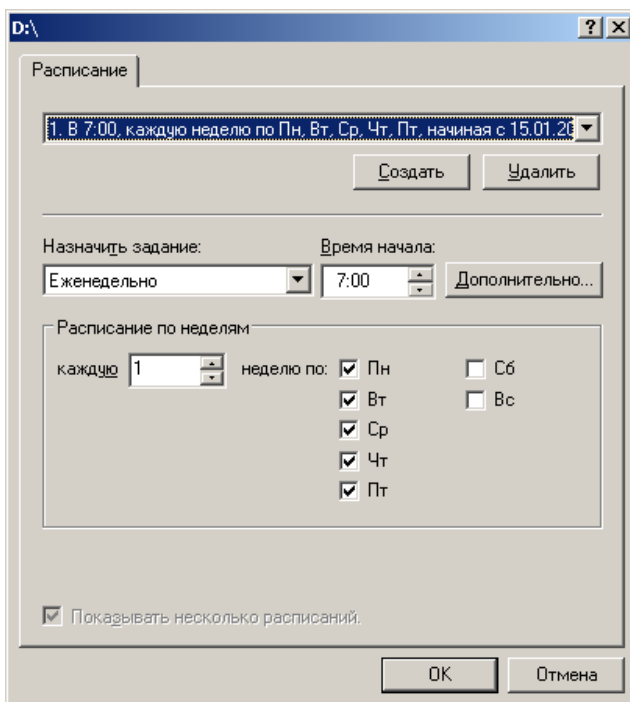 D:\
Расписание
1. В 7:00, каждую неделю по Пн, Вт, Ср, Чт, Пт, начиная с 15.01.20
Создать Удалить
Назначить задание: Время начала:
Еженедельно 7:00 Дополнительно...
Расписание по неделям
каждую 1 неделю по: Пн Сб
Вт Вс
Ср
Чт
Пт
Показывать несколько расписаний.
OK Отмена